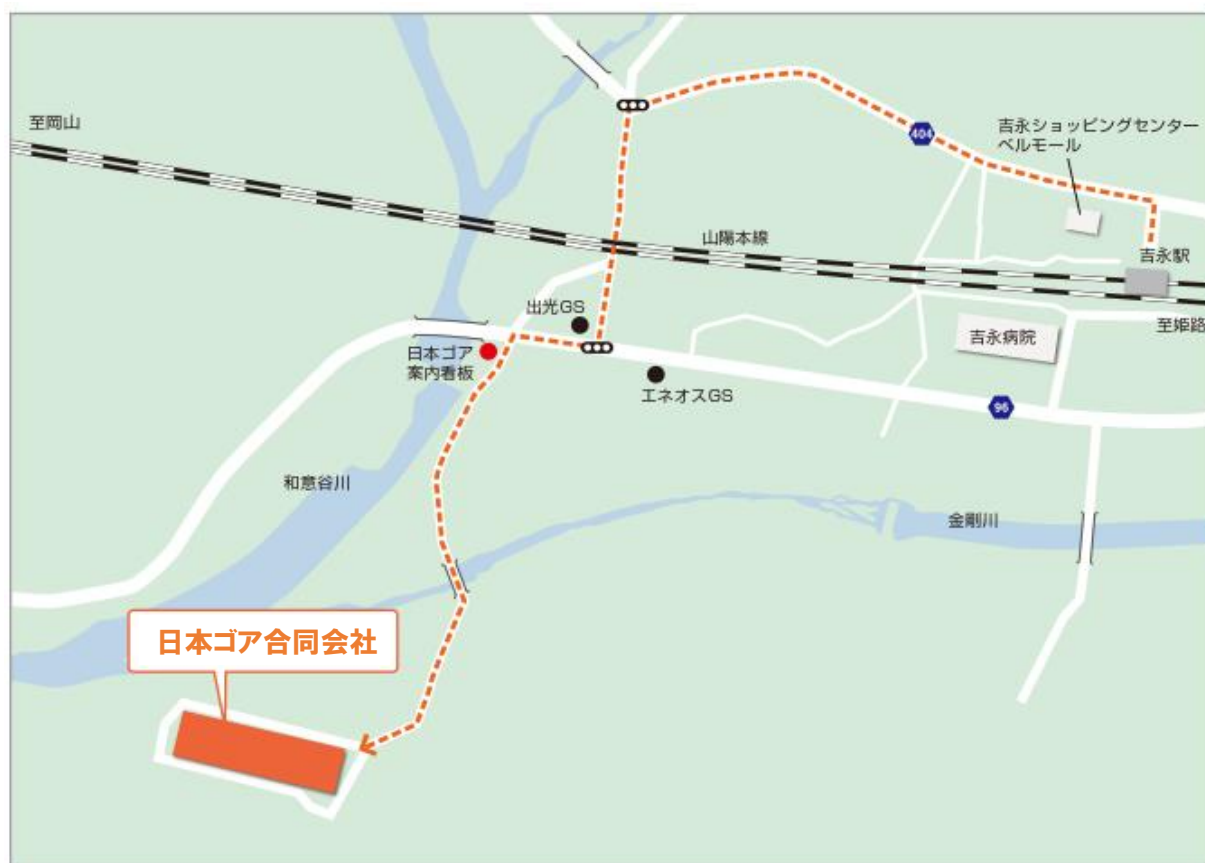 至岡山
404
吉永ショッピングセンター
ベルモール
山陽本線
吉永駅
至姫路
出光GS
日本ゴア
案内看板
吉永病院
エネオスGS
96
和意谷川
金剛川
日本ゴア合同会社